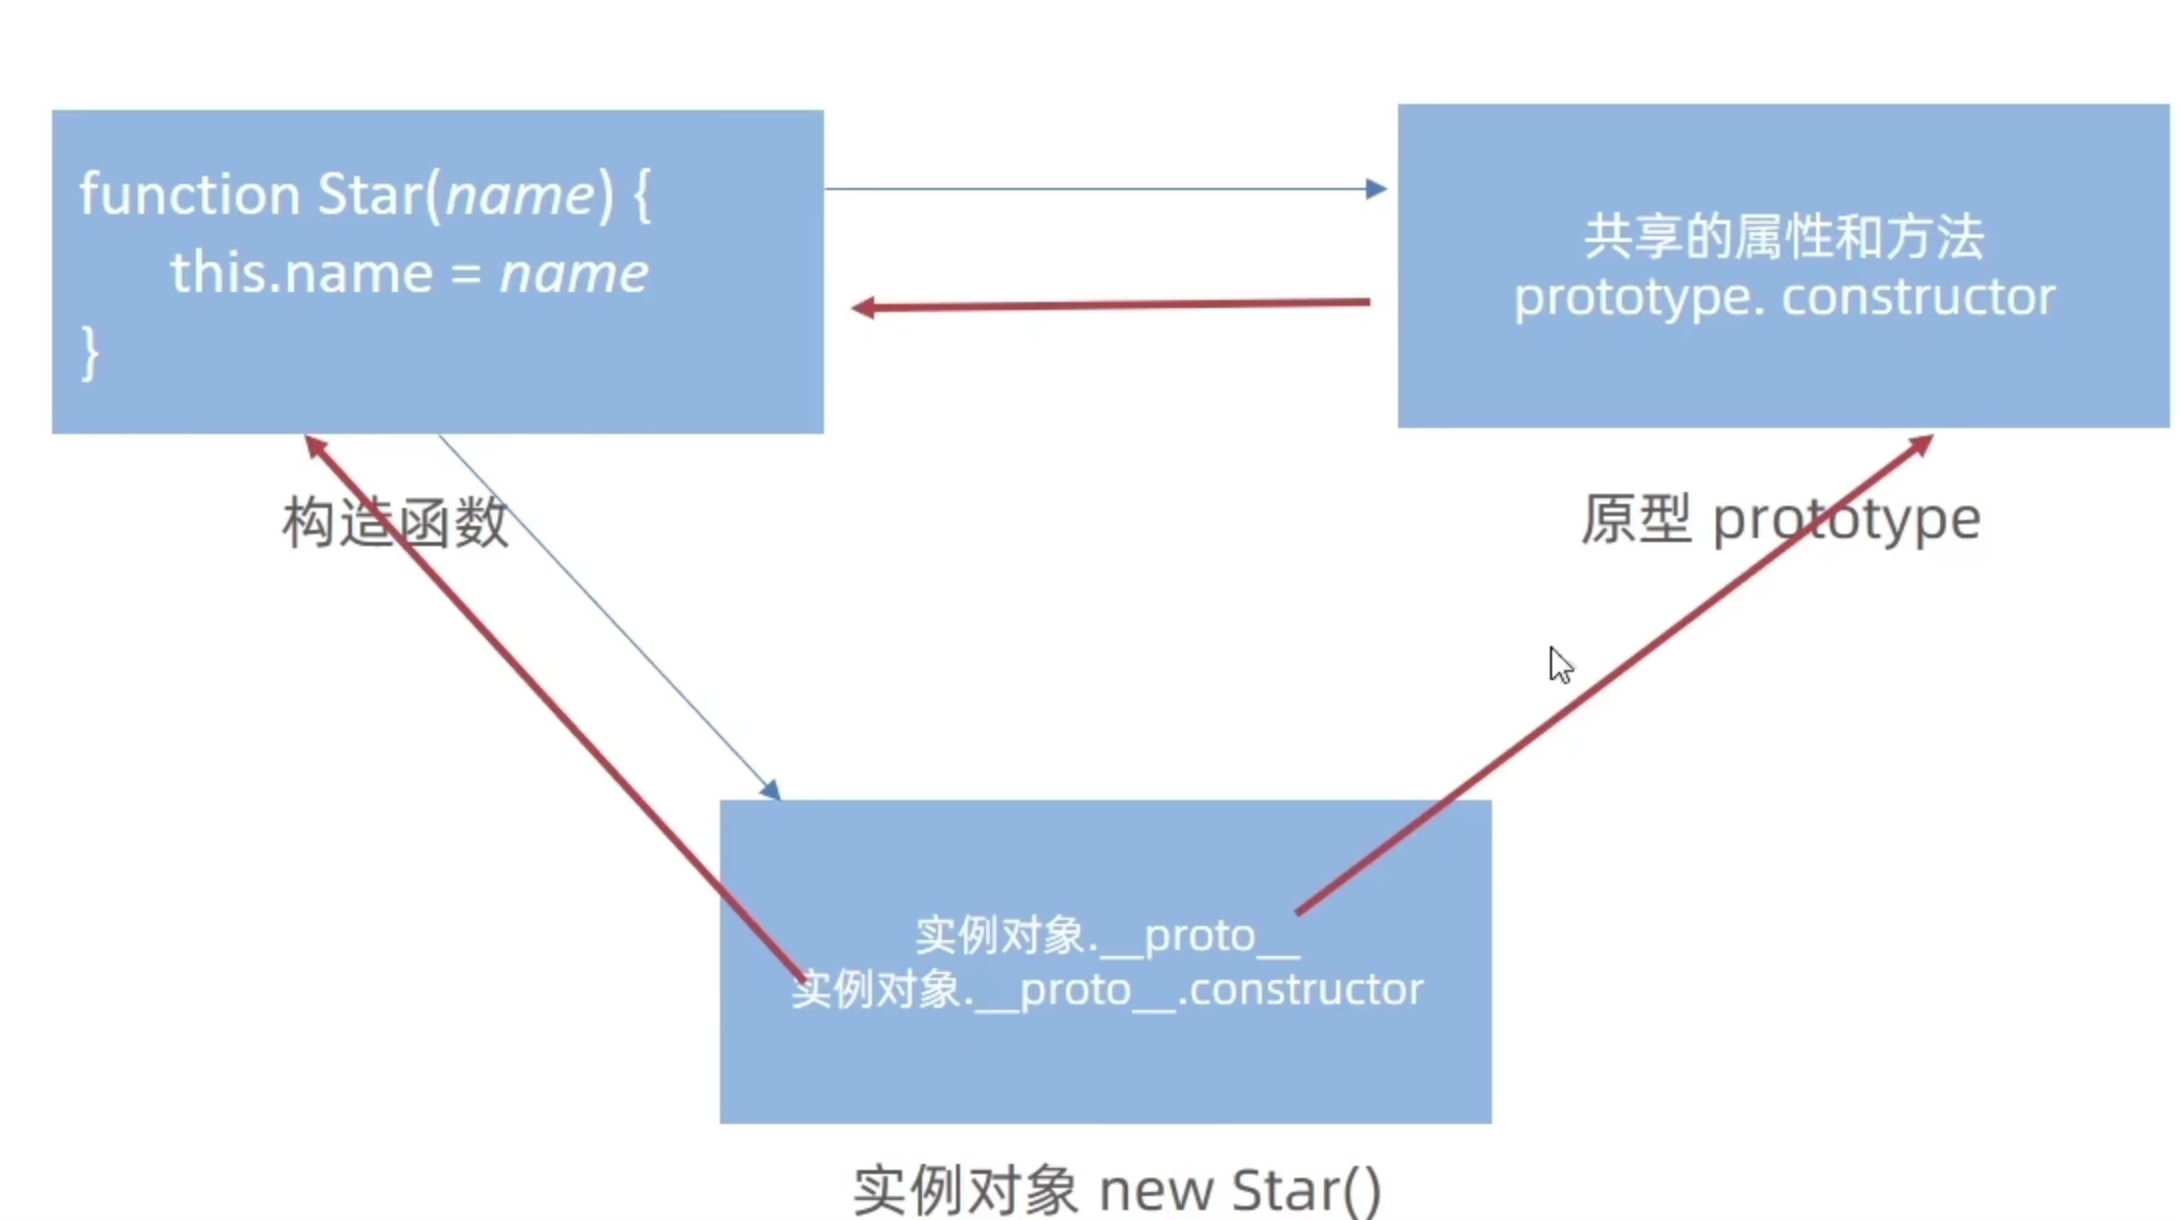 function Star(name) {
this.name = name
}
共享的属性和方法
prototype. constructor
构造函数
原型 prototype
实例对象.__proto__
实例对象.__proto__.constructor
实例对象 new Star()